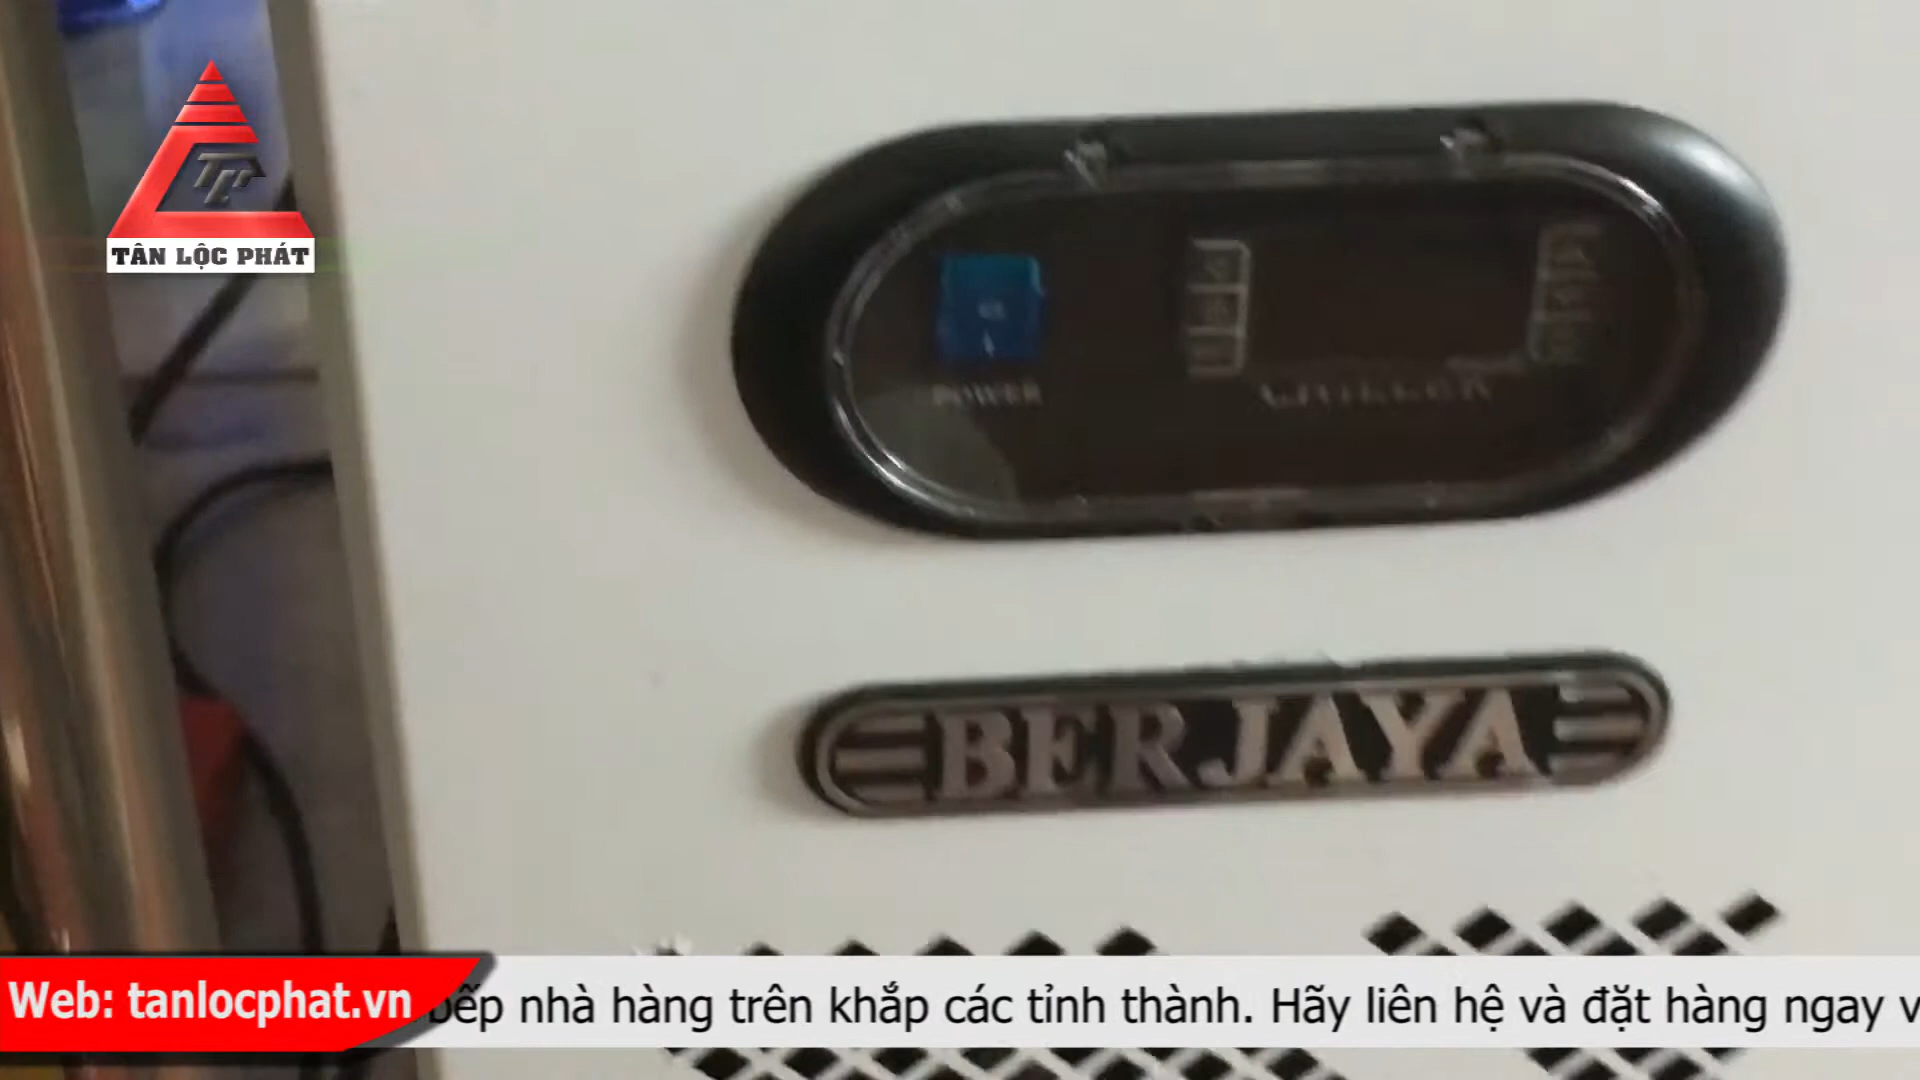 TÂN LỘC PHÁT
POWER
BERJAYA
Web: tanlocphat.vn
bếp nhà hàng trên khắp các tỉnh thành. Hãy liên hệ và đặt hàng ngay v